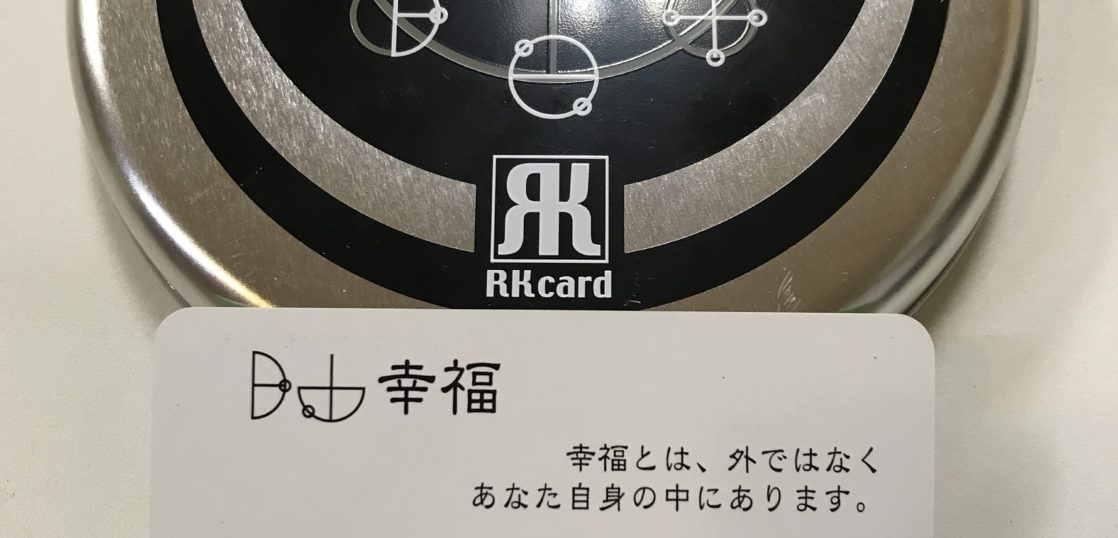 RK
RKcard
幸福
幸福とは、外ではなく
あなた自身の中にあります。